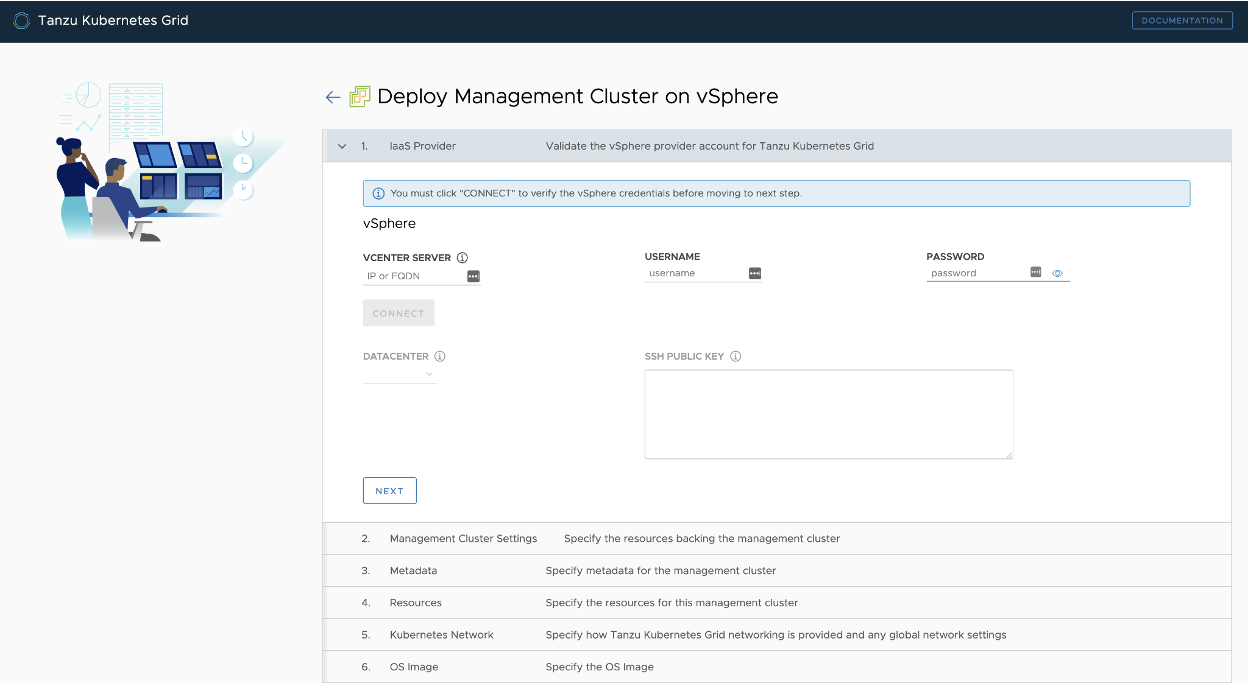 Tanzu Kubernetes Grid
DOCUMENTATION
Deploy Management Cluster on vSphere
1. IaaS Provider Validate the vSphere provider account for Tanzu Kubernetes Grid
You must click "CONNECT" to verify the vSphere credentials before moving to next step.
vSphere
VCENTER SERVER USERNAME PASSWORD
IP or FQDN username password
CONNECT
DATACENTER SSH PUBLIC KEY
NEXT
2. Management Cluster Settings Specify the resources backing the management cluster
3. Metadata Specify metadata for the management cluster
4. Resources Specify the resources for this management cluster
5. Kubernetes Network Specify how Tanzu Kubernetes Grid networking is provided and any global network settings
6. OS Image Specify the OS Image